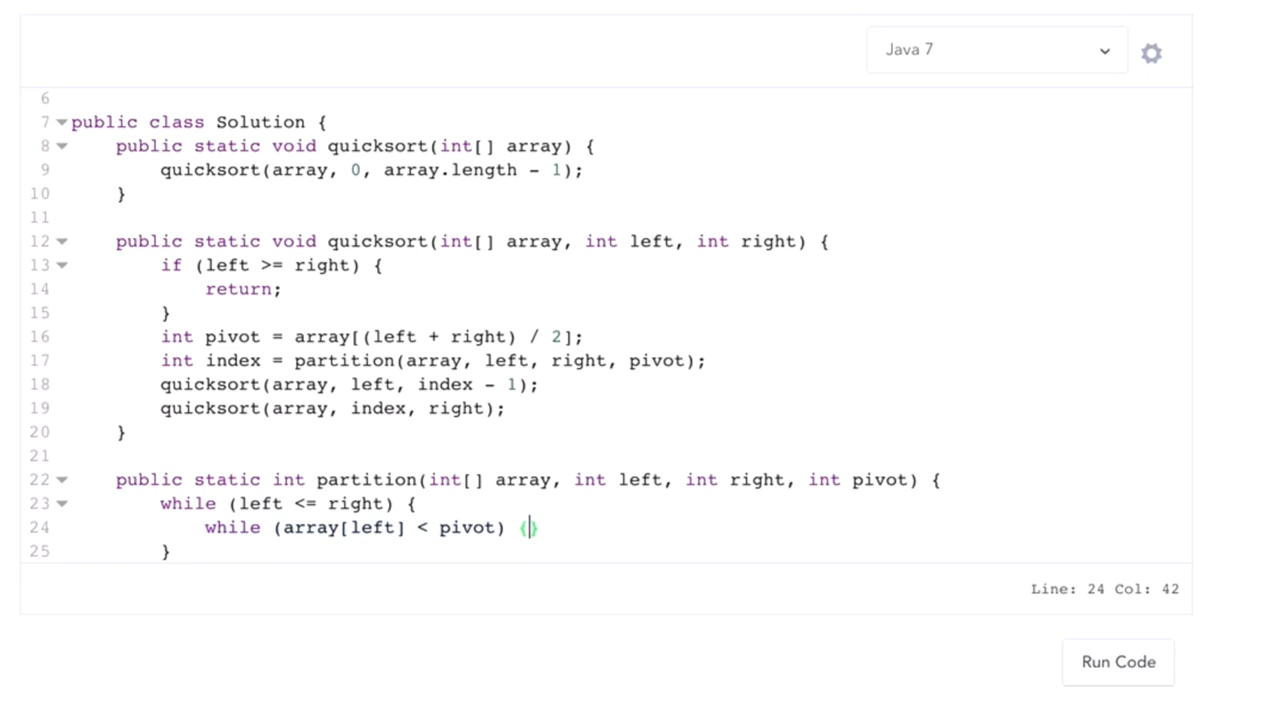 Java 7
6
7 public class Solution {
8 public static void quicksort(int[] array) {
9 quicksort(array, 0, array.length - 1);
10 }
11
12 public static void quicksort(int[] array, int left, int right) {
13 if (left >= right) {
14 return;
15 }
16 int pivot = array[(left + right) / 2];
17 int index = partition(array, left, right, pivot);
18 quicksort(array, left, index - 1);
19 quicksort(array, index, right);
20 }
21
22 public static int partition(int[] array, int left, int right, int pivot) {
23 while (left <= right) {
24 while (array[left] < pivot) {}
25 }
Line: 24 Col: 42
Run Code